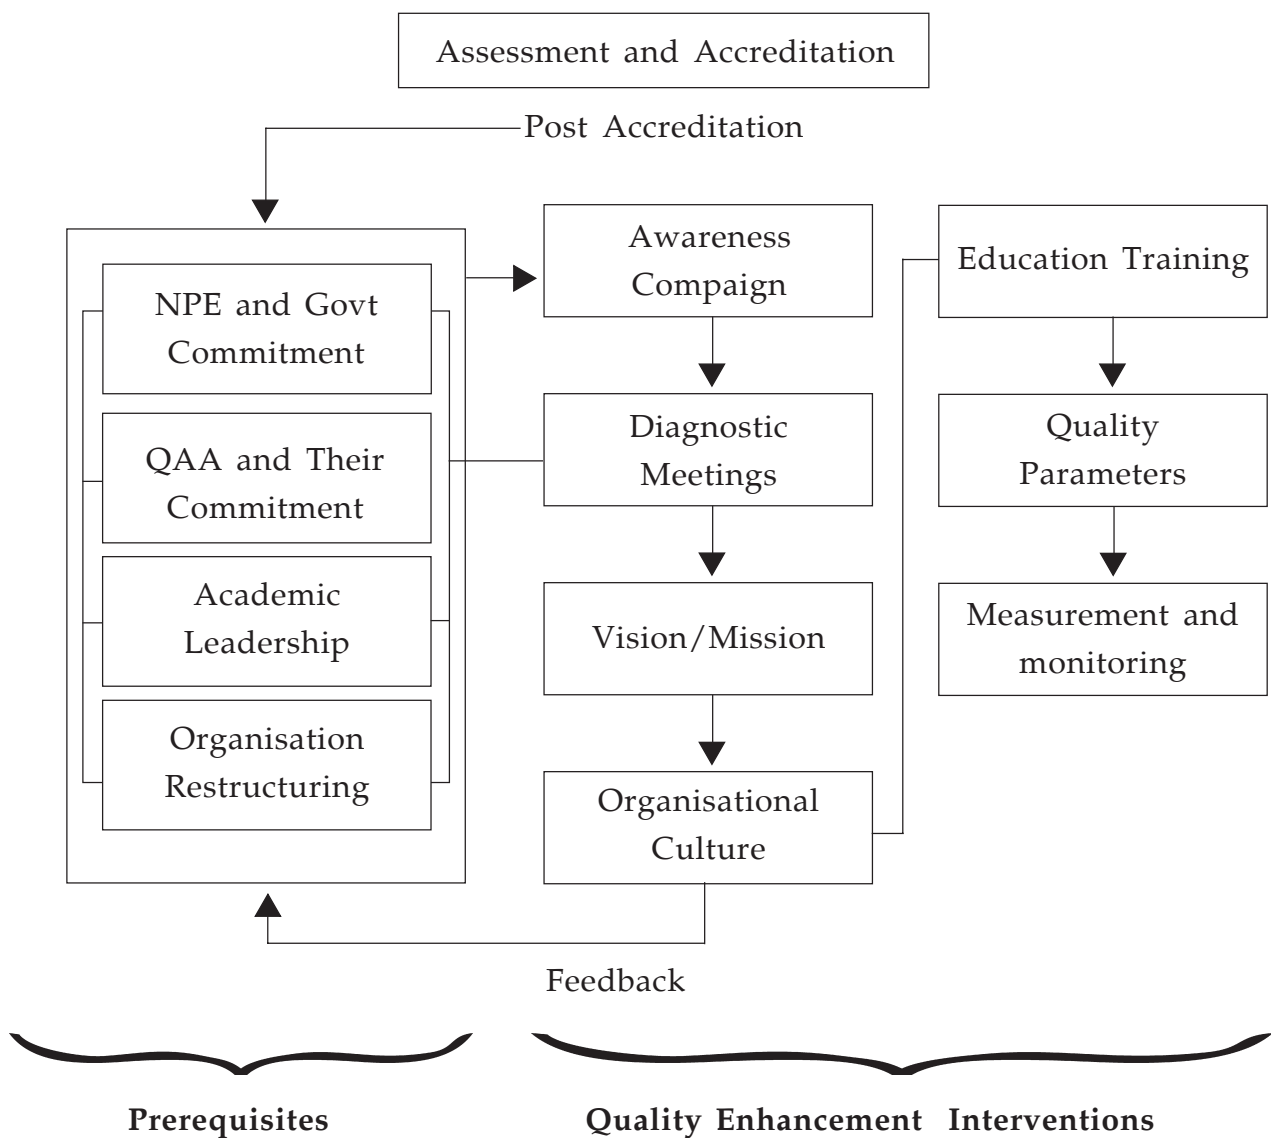 Assessment and Accreditation
Post Accreditation
NPE and Govt
Commitment
QAA and Their
Commitment
Academic
Leadership
Organisation
Restructuring
Awareness
Compaign
Diagnostic
Meetings
Vision/Mission
Organisational
Culture
Education Training
Quality
Parameters
Measurement and
monitoring
Feedback
Prerequisites
Quality Enhancement Interventions